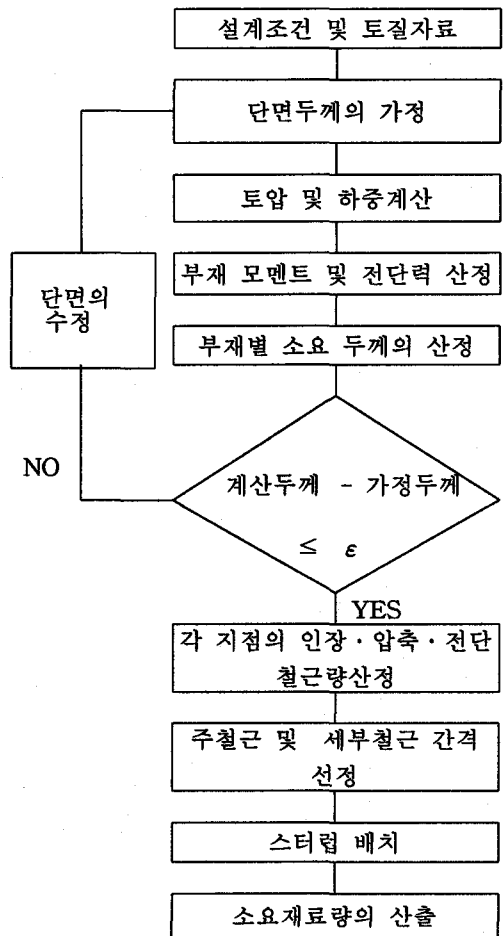 설계조건 및 토질자료
단면두께의 가정
토압 및 하중계산
부재 모멘트 및 전단력 산정
단면의
수정
부재별 소요 두께의 산정
NO
계산두께 - 가정두께
≤ ε
YES
각 지점의 인장·압축·전단
철근량산정
주철근 및 세부철근 간격
선정
스터럽 배치
소요재료량의 산출